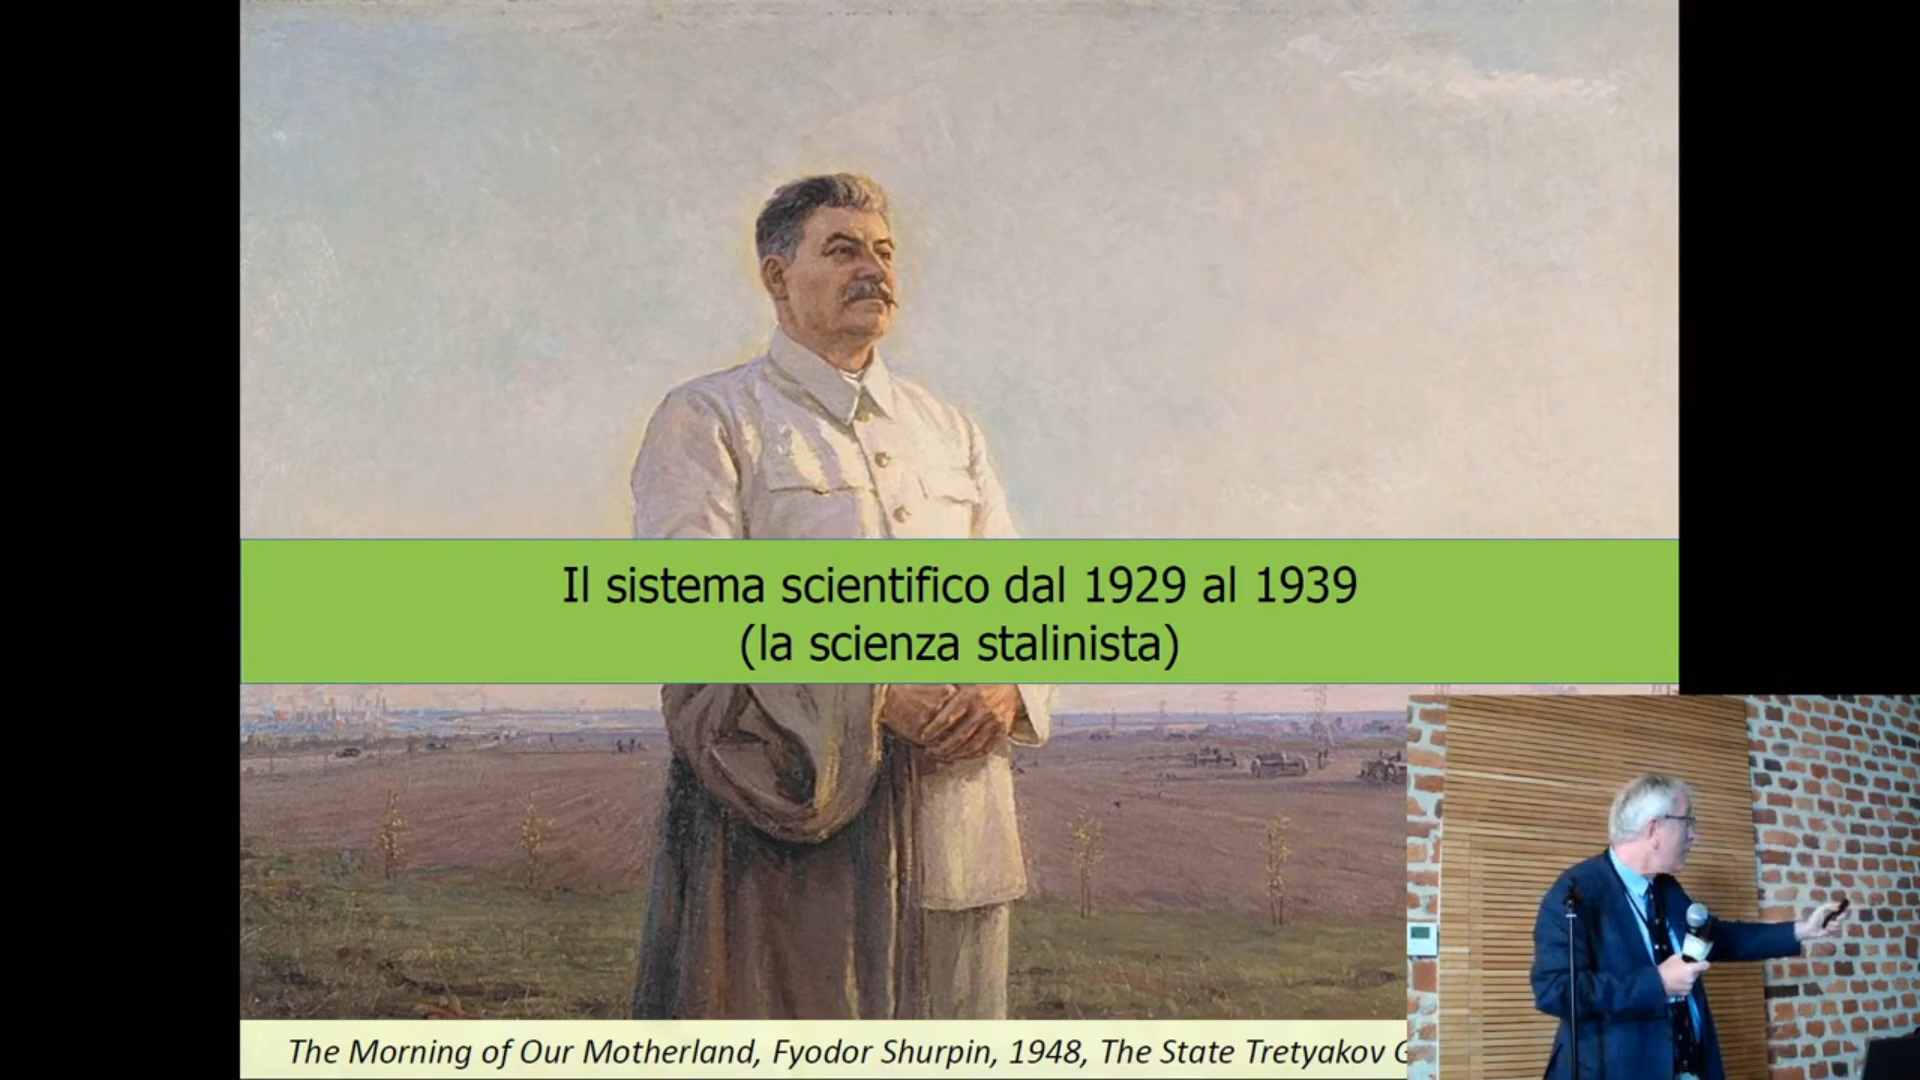 Il sistema scientifico dal 1929 al 1939
(la scienza stalinista)
The Morning of Our Motherland, Fyodor Shurpin, 1948, The State Tretyakov